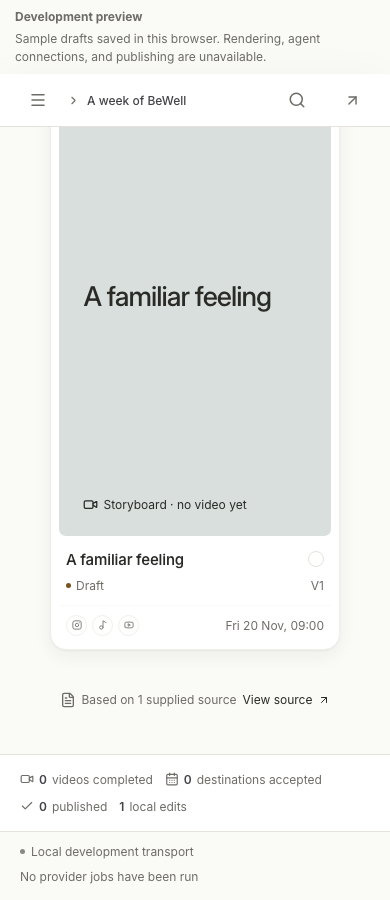 Development preview
Sample drafts saved in this browser. Rendering, agent
connections, and publishing are unavailable.
A week of BeWell
A familiar feeling
Storyboard · no video yet
A familiar feeling
Draft V1
Fri 20 Nov, 09:00
Based on 1 supplied source View source
0 videos completed 0 destinations accepted
0 published 1 local edits
Local development transport
No provider jobs have been run